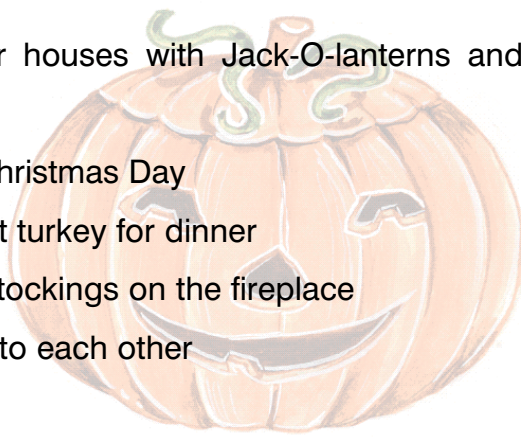 r houses with Jack-O-lanterns and
hristmas Day
t turkey for dinner
tockings on the fireplace
to each other